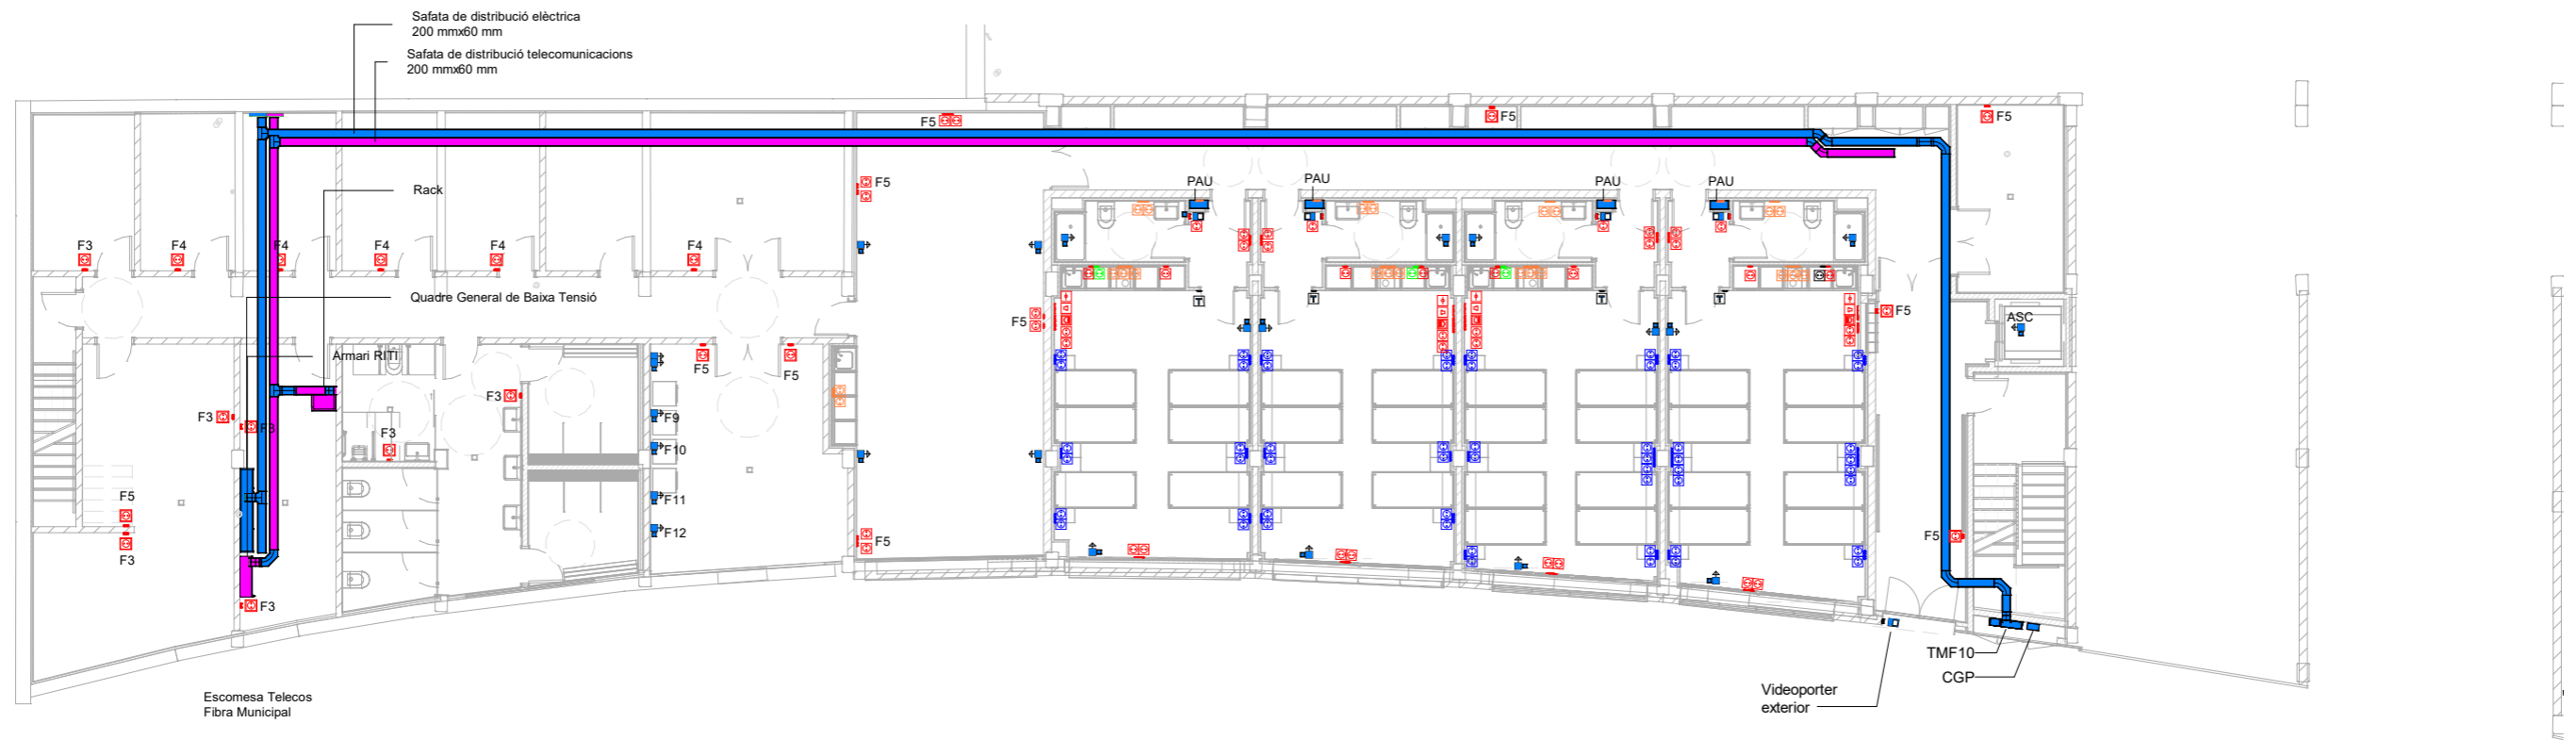 Safata de distribució elèctrica
200 mmx60 mm
Safata de distribució telecomunicacions
200 mmx60 mm
F5
F5
F5
Rack
F5
PAU
PAU
PAU
PAU
F3
F4
F4
F4
F4
F4
Quadre General de Baixa Tensió
F5
F5
ASC
Armari RITI
F5
F5
T
T
T
T
F3
F3
F3
F3
F9
F10
F11
F12
F5
F3
F5
F5
F3
TMF10
CGP
Videoporter
exterior
Escomesa Telecos
Fibra Municipal